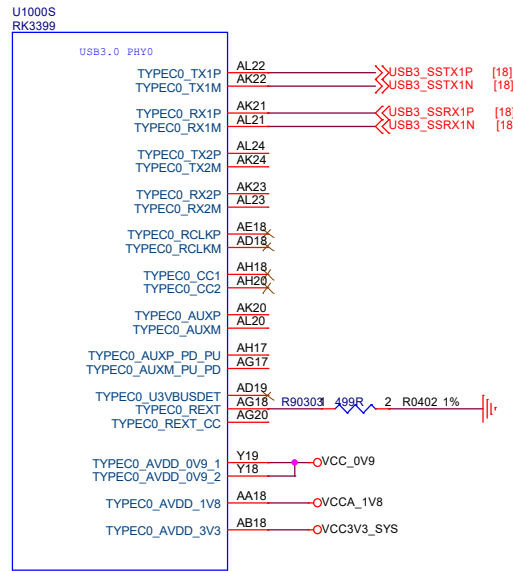 U1000S
RK3399
USB3.0 PHY0
TYPEC0_TX1P AL22 USB3_SSTX1P [18]
TYPEC0_TX1M AK22 USB3_SSTX1N [18]
TYPEC0_RX1P AK21 USB3_SSRX1P [18]
TYPEC0_RX1M AL21 USB3_SSRX1N [18
TYPEC0_TX2P AL24
TYPEC0_TX2M AK24
TYPEC0_RX2P AK23
TYPEC0_RX2M AL23
TYPEC0_RCLKP AE18
TYPEC0_RCLKM AD18
TYPEC0_CC1 AH18
TYPEC0_CC2 AH20
TYPEC0_AUXP AK20
TYPEC0_AUXM AL20
TYPEC0_AUXP_PD_PU AH17
TYPEC0_AUXM_PU_PD AG17
TYPEC0_U3VBUSDET AD19
TYPEC0_REXT AG18 R90303 1 499R 2 R0402 1%
TYPEC0_REXT_CC AG20
TYPEC0_AVDD_0V9_1 Y19 VCC_0V9
TYPEC0_AVDD_0V9_2 Y18
TYPEC0_AVDD_1V8 AA18 VCCA_1V8
TYPEC0_AVDD_3V3 AB18 VCC3V3_SYS